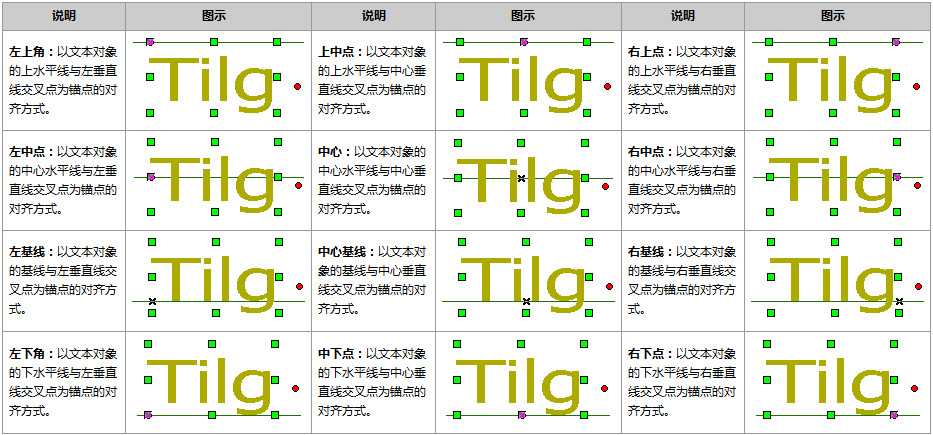 说明 图示 说明 图示 说明 图示
左上角：以文本对象
的上水平线与左垂直
线交叉点为锚点的对
齐方式。
Tilg
上中点：以文本对象
的上水平线与中心垂
直线交叉点为锚点的
对齐方式。
Tilg
右上点：以文本对象
的上水平线与右垂直
线交叉点为锚点的对
齐方式。
Tilg
左中点：以文本对象
的中心水平线与左垂
直线交叉点为锚点的
对齐方式。
Tilg
中心：以文本对象的
中心水平线与中心垂
直线交叉点为锚点的
对齐方式。
Tilg
右中点：以文本对象
的中心水平线与右垂
直线交叉点为锚点的
对齐方式。
Tilg
左基线：以文本对象
的基线与左垂直线交
叉点为锚点的对齐方
式。
Tilg
中心基线：以文本对
象的基线与中心垂直
线交叉点为锚点的对
齐方式。
Tilg
右基线：以文本对象
的基线与右垂直线交
叉点为锚点的对齐方
式。
Tilg
左下角：以文本对象
的下水平线与左垂直
线交叉点为锚点的对
齐方式。
Tilg
中下点：以文本对象
的下水平线与中心垂
直线交叉点为锚点的
对齐方式。
Tilg
右下点：以文本对象
的下水平线与右垂直
线交叉点为锚点的对
齐方式。
Tilg